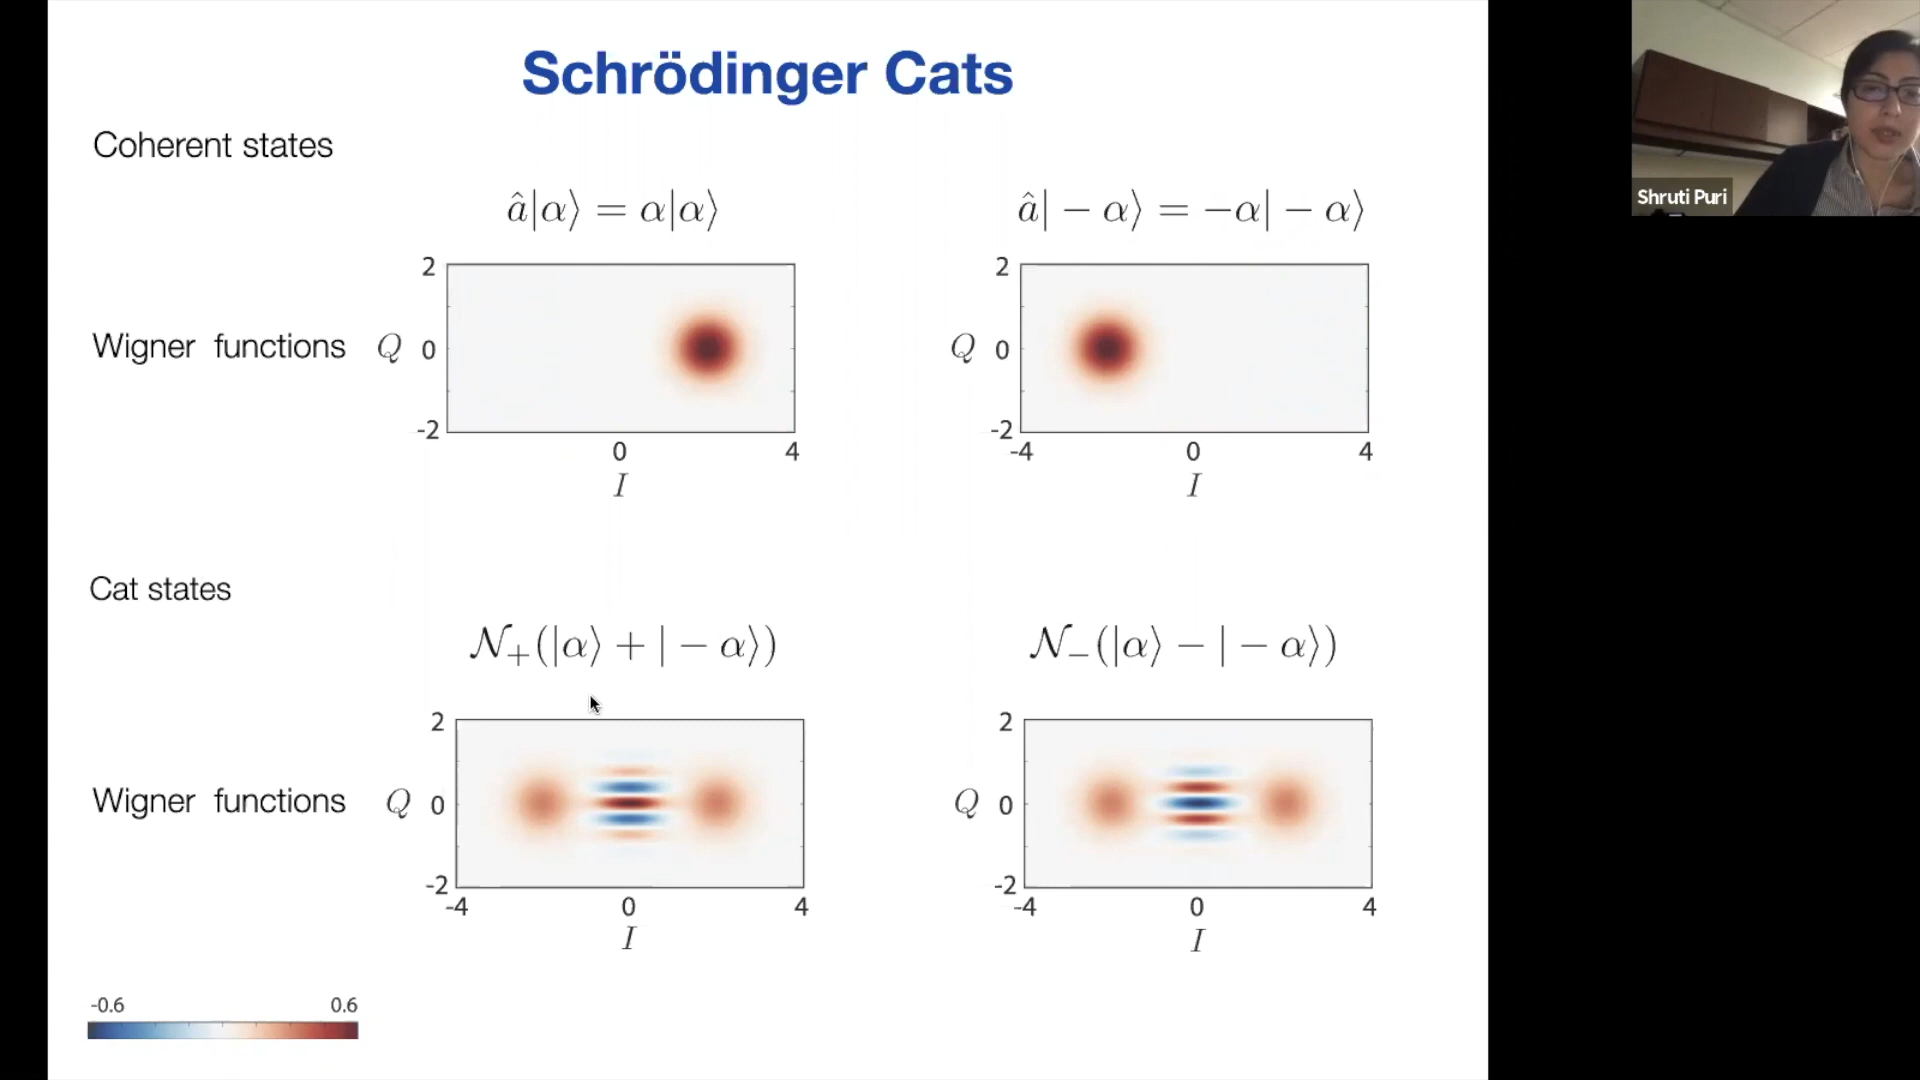 Schrödinger Cats
Coherent states
â|α⟩ = α|α⟩
â| − α⟩ = −α| − α⟩
Wigner functions
Q
2
0
-2
0
4
I
Q
2
0
-2
-4
0
4
I
Cat states
𝒩₊(|α⟩ + | − α⟩)
𝒩₋(|α⟩ − | − α⟩)
Wigner functions
Q
2
0
-2
-4
0
4
I
Q
2
0
-2
-4
0
4
I
-0.6
0.6
Shruti Puri